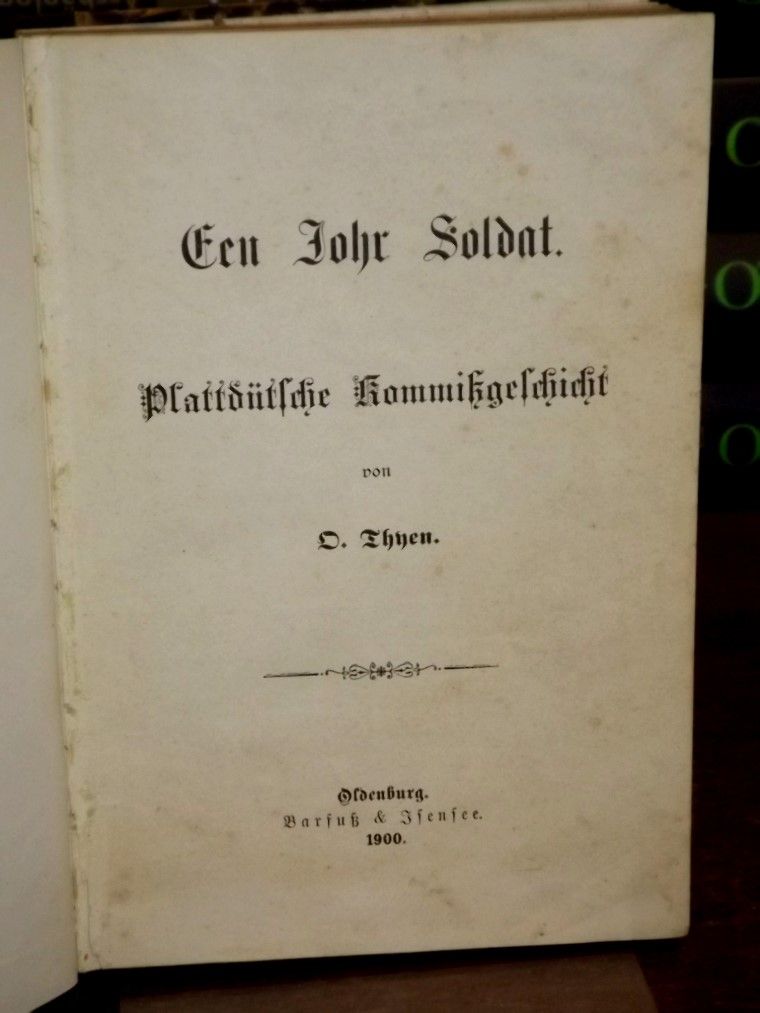 Een Johr Soldat.
Plattdütsche Kommißgeschicht
von
O. Thyen.
Oldenburg.
Barfuß & Isensee.
1900.